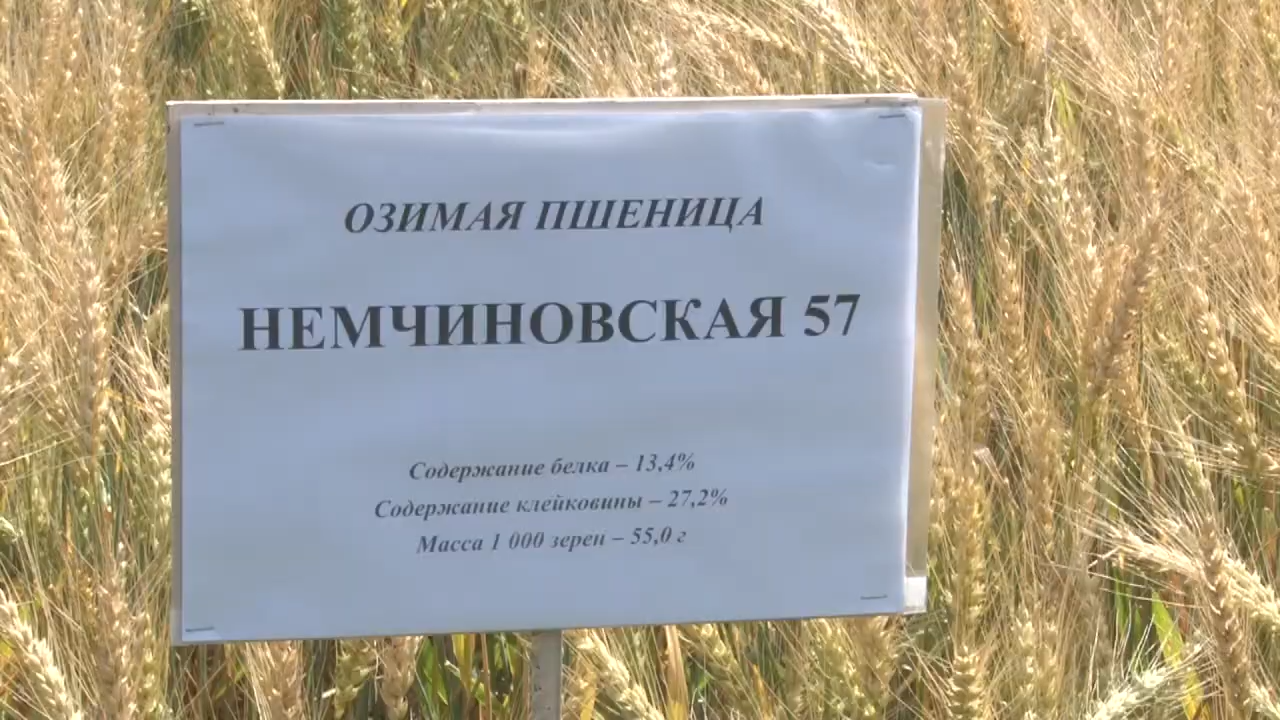 ОЗИМАЯ ПШЕНИЦА
НЕМЧИНОВСКАЯ 57
Содержание белка – 13,4%
Содержание клейковины – 27,2%
Масса 1 000 зерен – 55,0 г